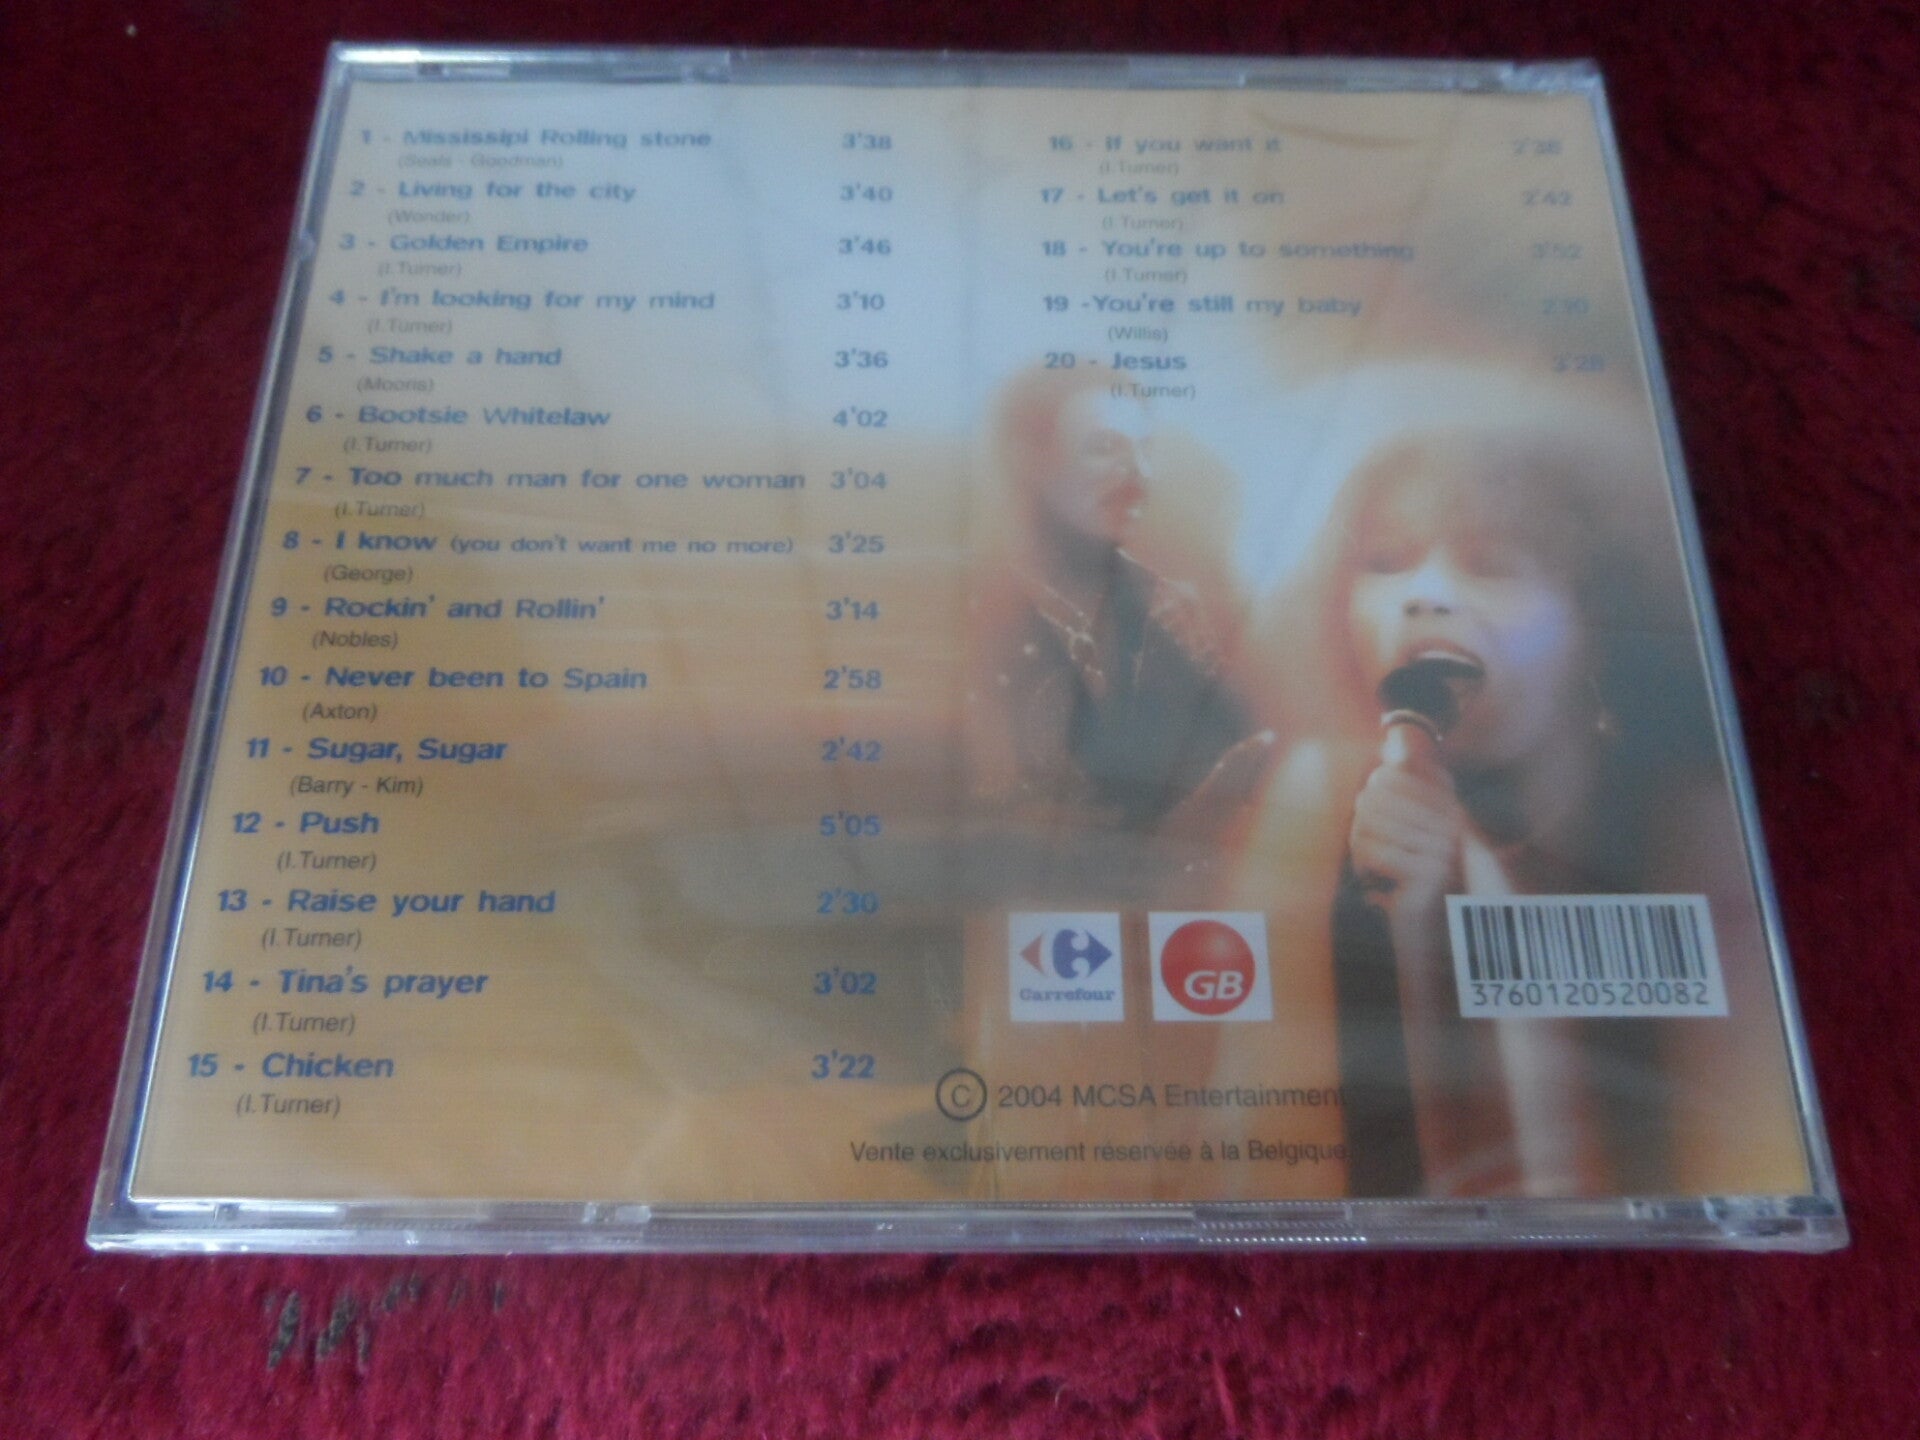 1 - Mississipi Rolling stone 3'38
(Seals - Goodman)
2 - Living for the city 3'40
(Wonder)
3 - Golden Empire 3'46
(I.Turner)
4 - I'm looking for my mind 3'10
(I.Turner)
5 - Shake a hand 3'36
(Mooris)
6 - Bootsie Whitelaw 4'02
(I.Turner)
7 - Too much man for one woman 3'04
(I.Turner)
8 - I know (you don't want me no more) 3'25
(George)
9 - Rockin' and Rollin' 3'14
(Nobles)
10 - Never been to Spain 2'58
(Axton)
11 - Sugar, Sugar 2'42
(Barry - Kim)
12 - Push 5'05
(I.Turner)
13 - Raise your hand 2'30
(I.Turner)
14 - Tina's prayer 3'02
(I.Turner)
15 - Chicken 3'22
(I.Turner)
16 - If you want it
(I.Turner)
17 - Let's get it on 2'42
(I.Turner)
18 - You're up to something 3'52
(I.Turner)
19 -You're still my baby
(Willis)
20 - Jesus 3'28
(I.Turner)
Carrefour
GB
3760120520082
© 2004 MCSA Entertainment
Vente exclusivement réservée à la Belgique